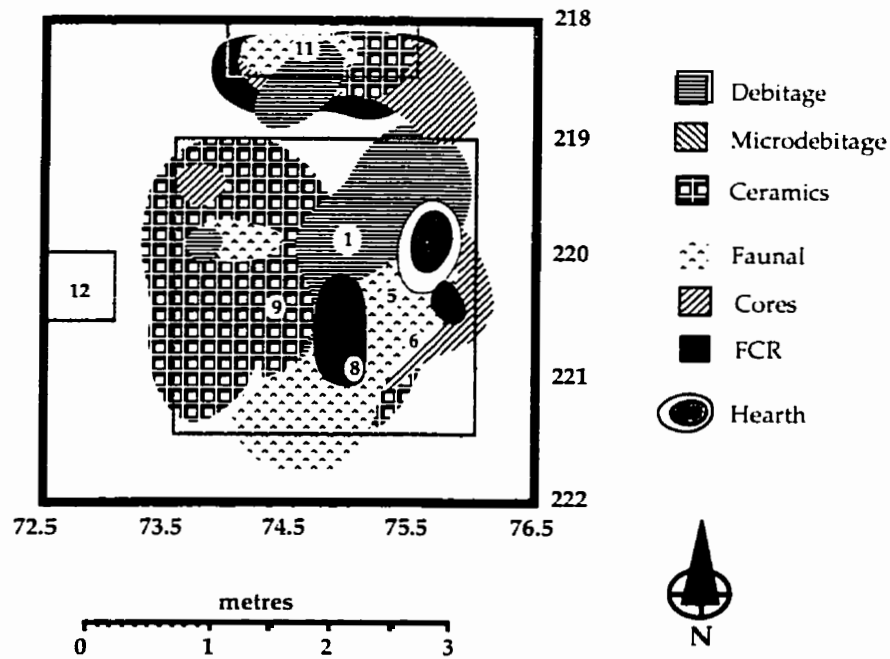 218
11
Debitage
Microdebitage
219
Ceramics
1
220
Faunal
12
5
Cores
9
6
FCR
8
221
Hearth
222
72.5 73.5 74.5 75.5 76.5
metres
0 1 2 3
N